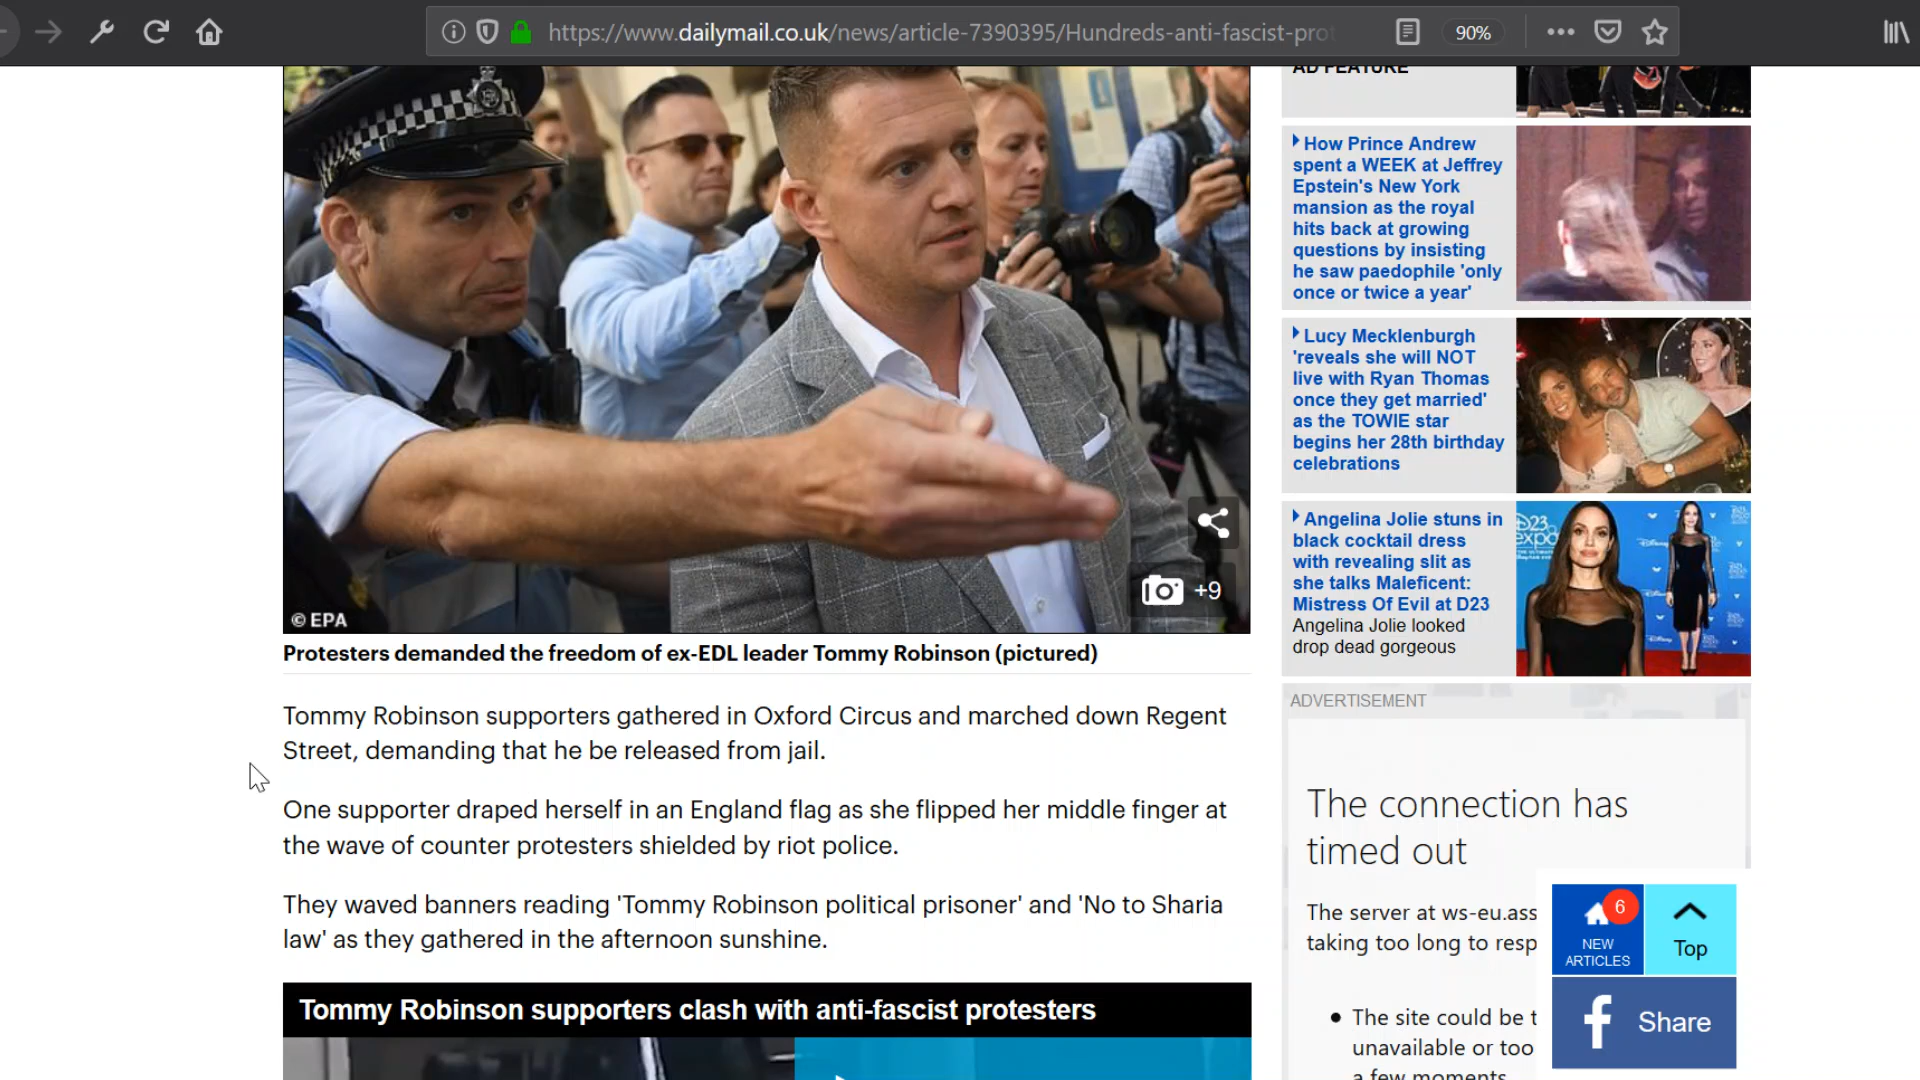 https://www.dailymail.co.uk/news/article-7390395/Hundreds-anti-fascist-prot
90%
© EPA
+9
Protesters demanded the freedom of ex-EDL leader Tommy Robinson (pictured)
Tommy Robinson supporters gathered in Oxford Circus and marched down Regent
Street, demanding that he be released from jail.
One supporter draped herself in an England flag as she flipped her middle finger at
the wave of counter protesters shielded by riot police.
They waved banners reading 'Tommy Robinson political prisoner' and 'No to Sharia
law' as they gathered in the afternoon sunshine.
Tommy Robinson supporters clash with anti-fascist protesters
AD FEATURE
How Prince Andrew
spent a WEEK at Jeffrey
Epstein's New York
mansion as the royal
hits back at growing
questions by insisting
he saw paedophile 'only
once or twice a year'
Lucy Mecklenburgh
'reveals she will NOT
live with Ryan Thomas
once they get married'
as the TOWIE star
begins her 28th birthday
celebrations
Angelina Jolie stuns in
black cocktail dress
with revealing slit as
she talks Maleficent:
Mistress Of Evil at D23
Angelina Jolie looked
drop dead gorgeous
D23
expo
Disney
ADVERTISEMENT
The connection has
timed out
The server at ws-eu.ass
taking too long to resp
• The site could be t
unavailable or too
a few moments
6
NEW
ARTICLES
Top
f Share